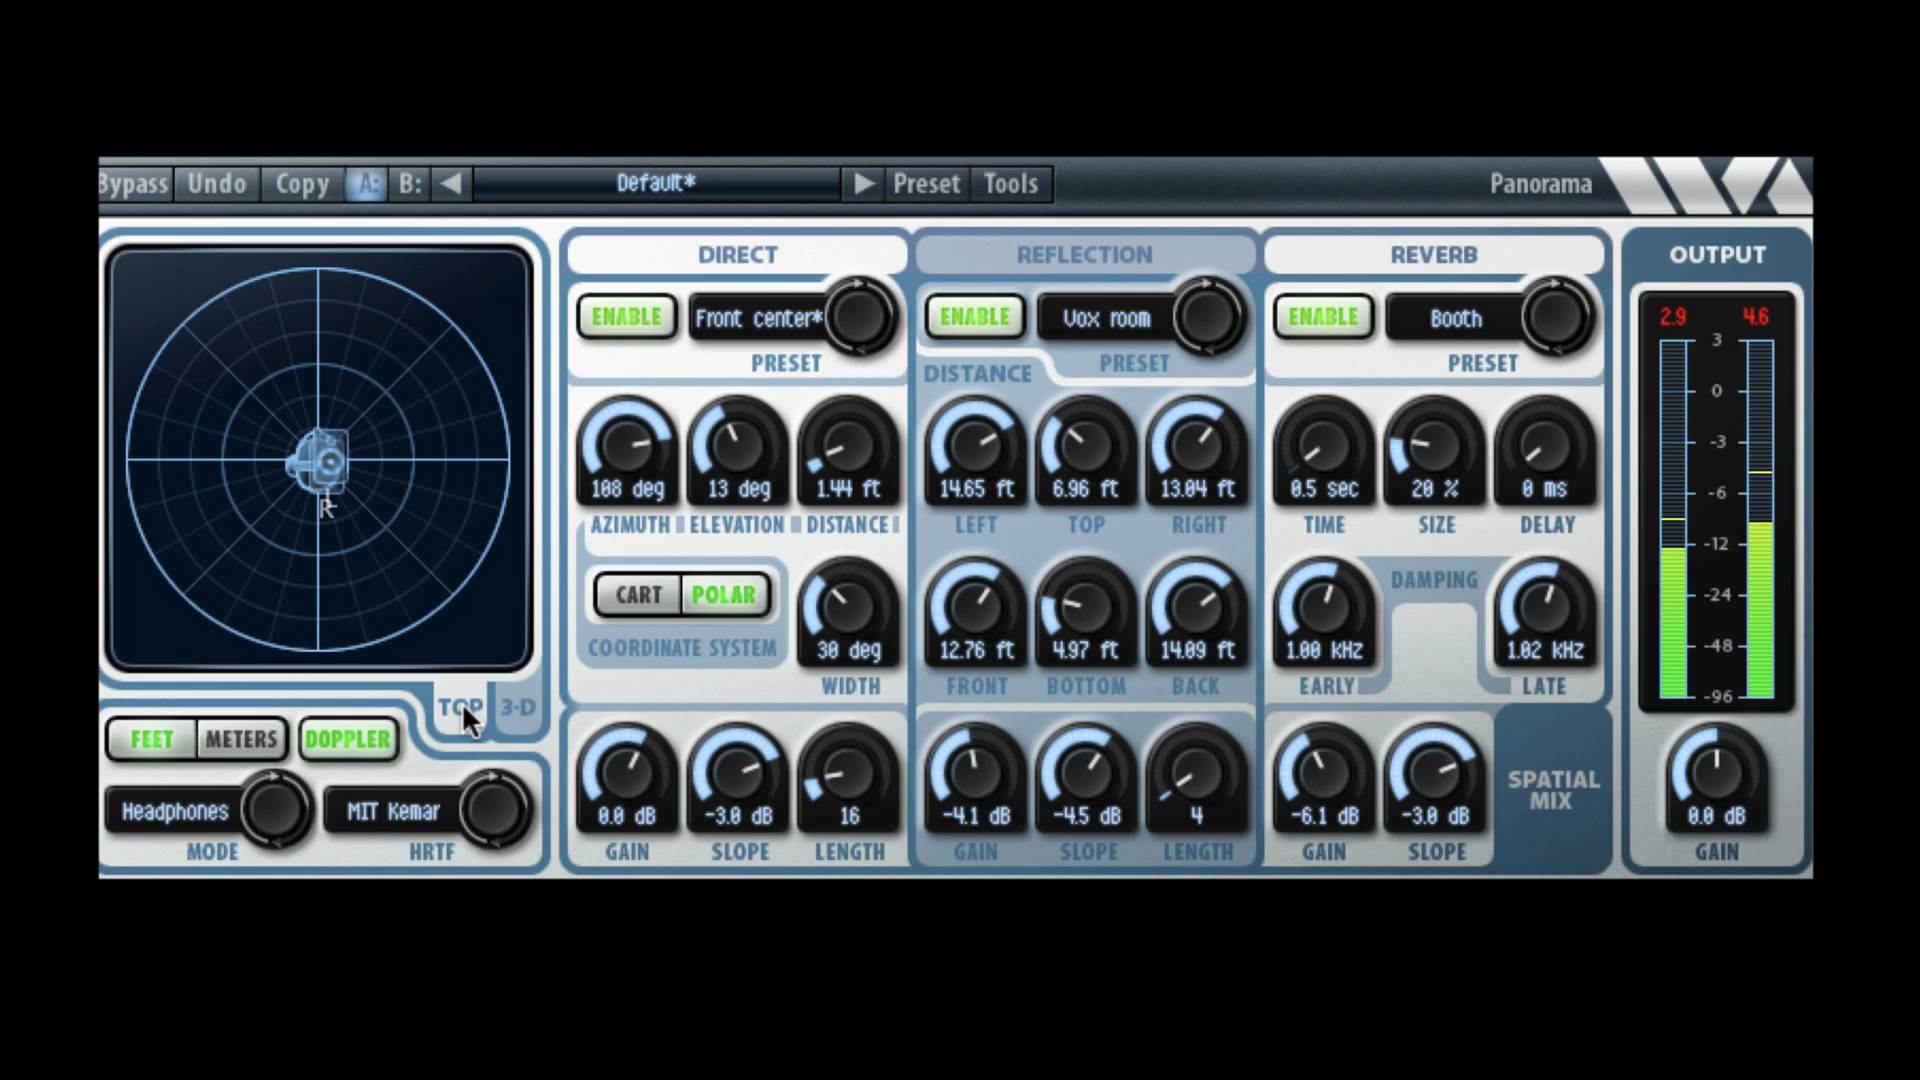 Bypass Undo Copy A: B: Default* Preset Tools Panorama
DIRECT REFLECTION REVERB OUTPUT
ENABLE Front center* ENABLE Vox room ENABLE Booth
PRESET PRESET PRESET
2.9 4.6
3
0
-3
-6
-12
-24
-48
-96
DISTANCE
108 deg 13 deg 1.44 ft 14.65 ft 6.96 ft 13.04 ft 0.5 sec 20 % 0 ms
AZIMUTH ELEVATION DISTANCE LEFT TOP RIGHT TIME SIZE DELAY
R
CART POLAR
COORDINATE SYSTEM
DAMPING
30 deg 12.76 ft 4.97 ft 14.09 ft 1.00 kHz 1.02 kHz
WIDTH FRONT BOTTOM BACK EARLY LATE
TOP 3-D
FEET METERS DOPPLER
Headphones MIT Kemar
MODE HRTF
0.0 dB -3.0 dB 16 -4.1 dB -4.5 dB 4 -6.1 dB -3.0 dB
GAIN SLOPE LENGTH GAIN SLOPE LENGTH GAIN SLOPE
SPATIAL
MIX
0.0 dB
GAIN